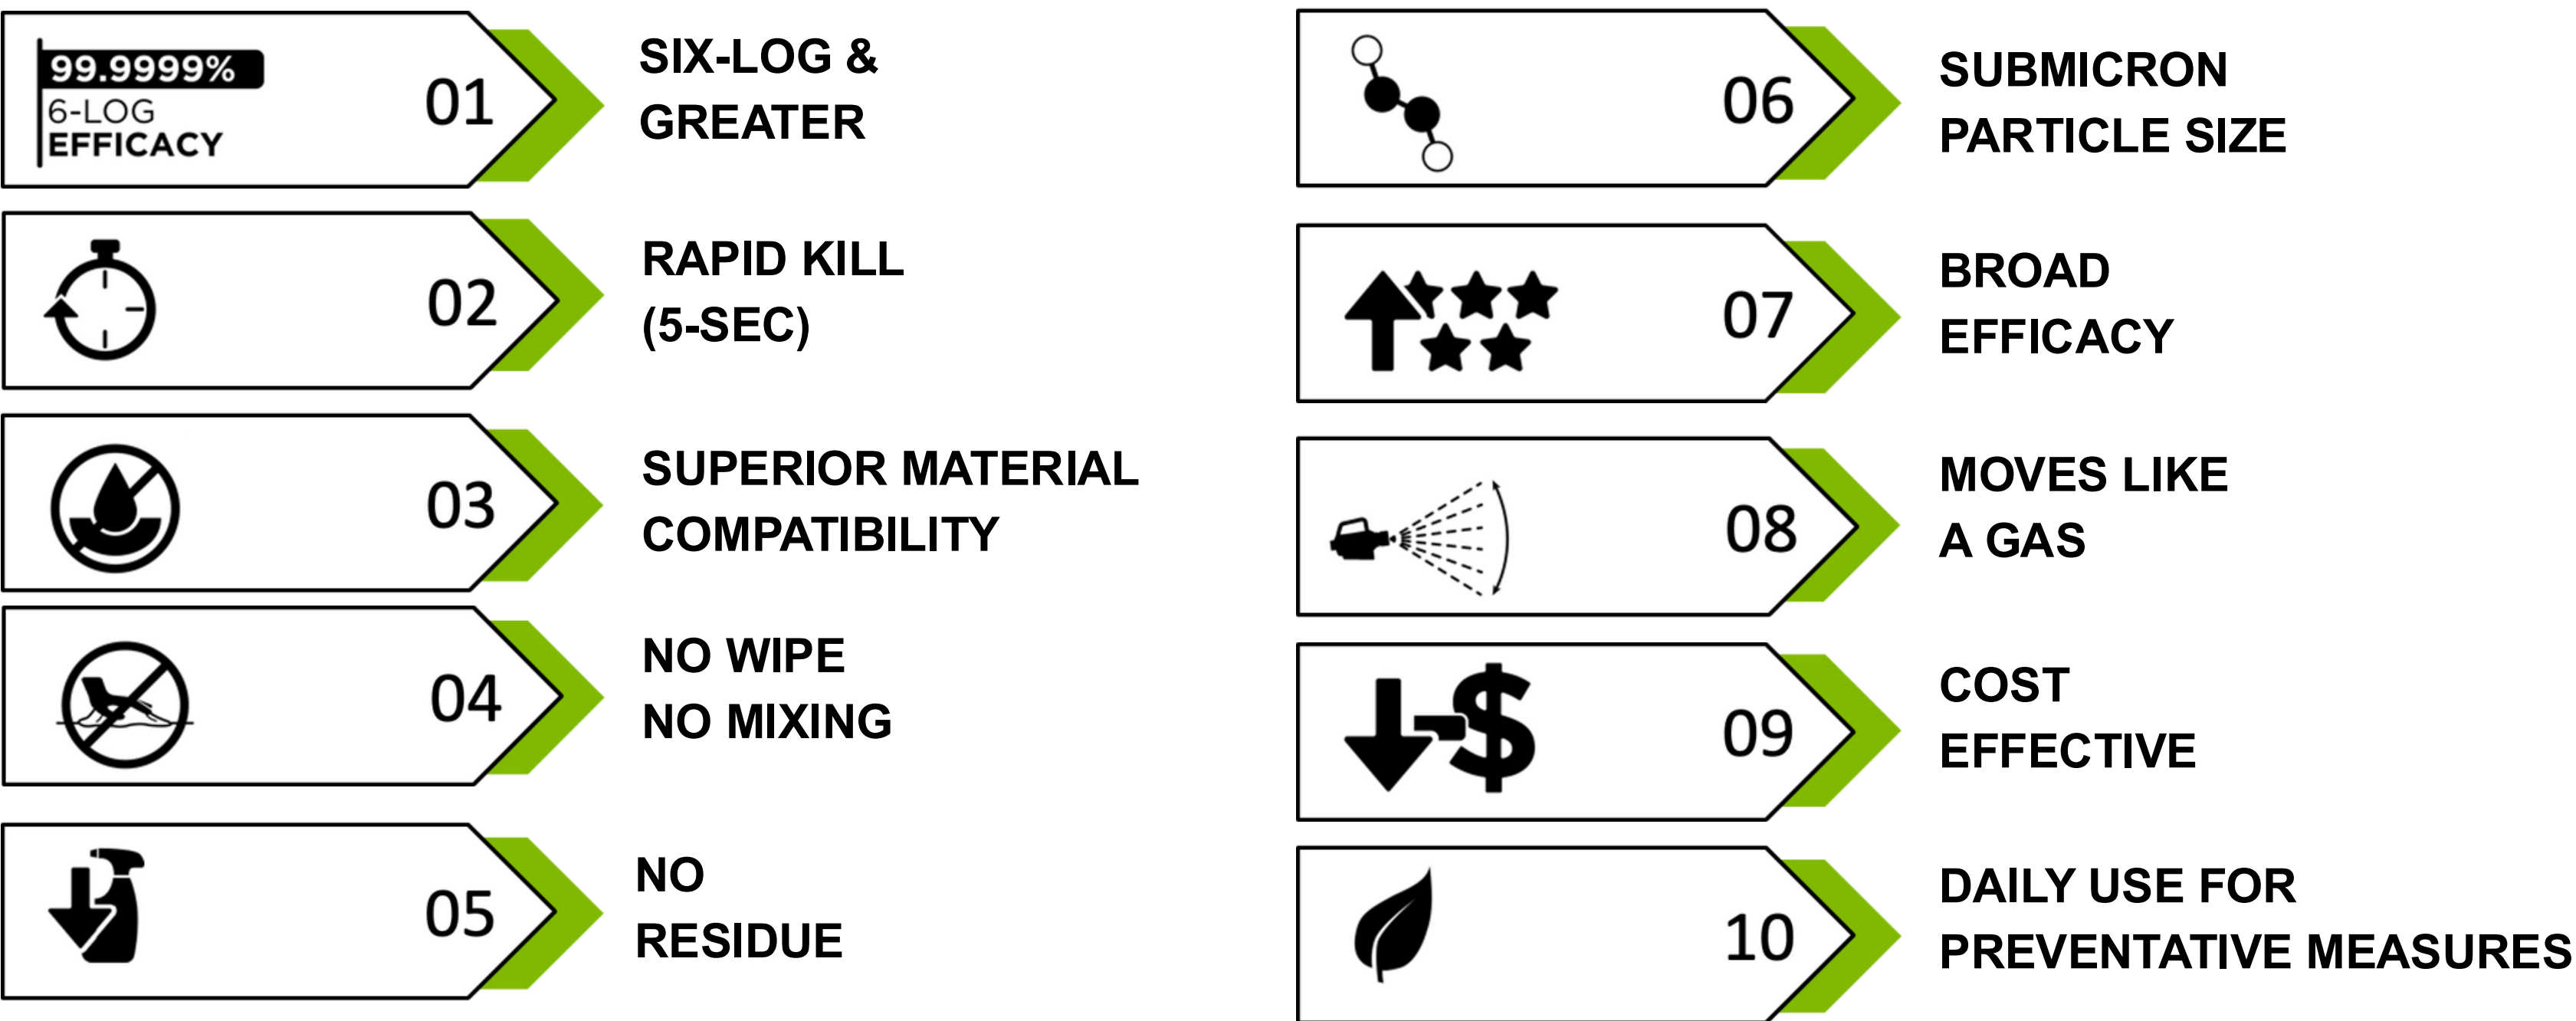 99.9999%
6-LOG
EFFICACY
01
SIX-LOG &
GREATER
02
RAPID KILL
(5-SEC)
03
SUPERIOR MATERIAL
COMPATIBILITY
04
NO WIPE
NO MIXING
05
NO
RESIDUE
06
SUBMICRON
PARTICLE SIZE
07
BROAD
EFFICACY
08
MOVES LIKE
A GAS
09
COST
EFFECTIVE
10
DAILY USE FOR
PREVENTATIVE MEASURES